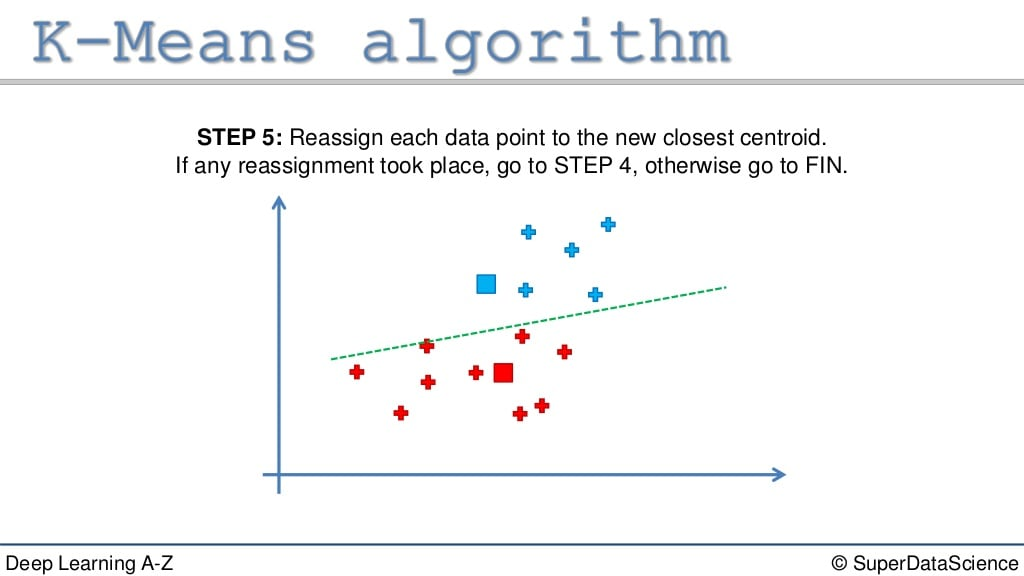 K-Means algorithm
STEP 5: Reassign each data point to the new closest centroid.
If any reassignment took place, go to STEP 4, otherwise go to FIN.
Deep Learning A-Z
© SuperDataScience